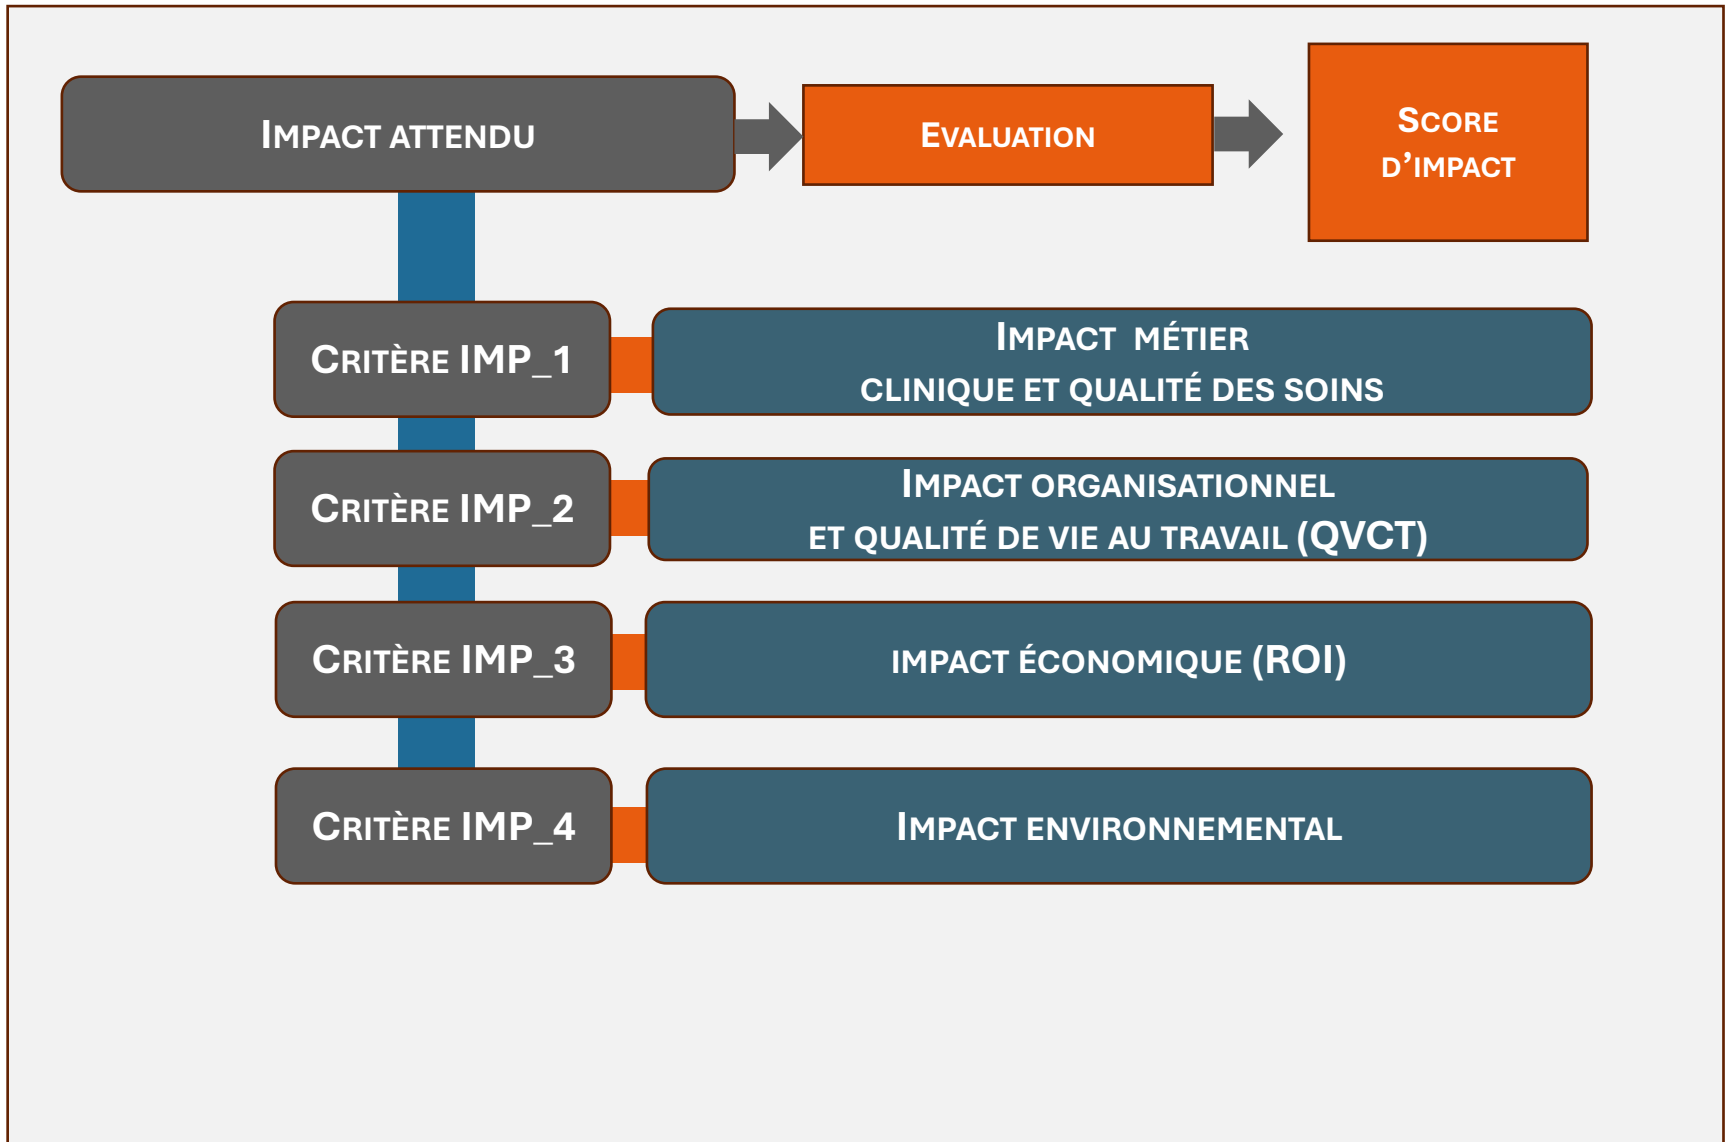 IMPACT ATTENDU
EVALUATION
SCORE
D’IMPACT
CRITÈRE IMP_1
IMPACT MÉTIER
CLINIQUE ET QUALITÉ DES SOINS
CRITÈRE IMP_2
IMPACT ORGANISATIONNEL
ET QUALITÉ DE VIE AU TRAVAIL (QVCT)
CRITÈRE IMP_3
IMPACT ÉCONOMIQUE (ROI)
CRITÈRE IMP_4
IMPACT ENVIRONNEMENTAL